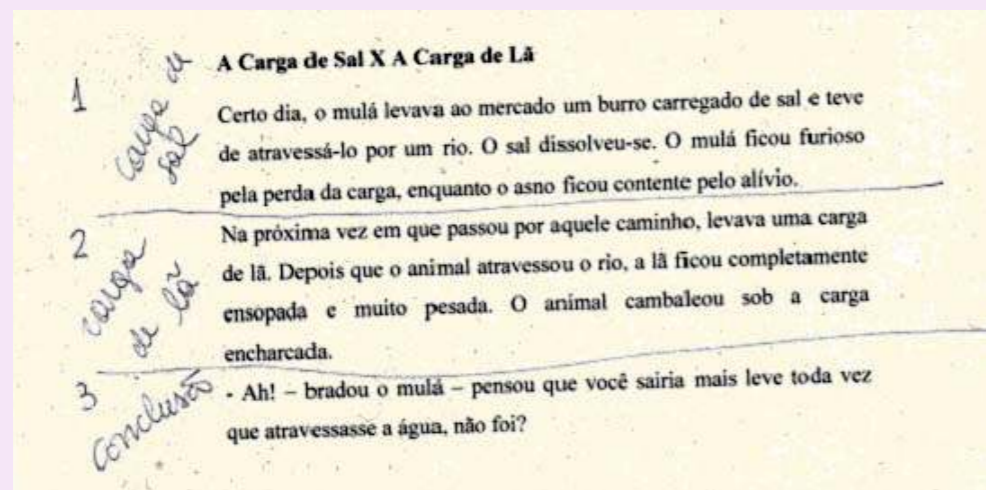 A Carga de Sal X A Carga de Lã
1
carga de
sal
Certo dia, o mulá levava ao mercado um burro carregado de sal e teve
de atravessá-lo por um rio. O sal dissolveu-se. O mulá ficou furioso
pela perda da carga, enquanto o asno ficou contente pelo alívio.
2
carga
de lã
Na próxima vez em que passou por aquele caminho, levava uma carga
de lã. Depois que o animal atravessou o rio, a lã ficou completamente
ensopada e muito pesada. O animal cambaleou sob a carga
encharcada.
3
conclusão
- Ah! – bradou o mulá – pensou que você sairia mais leve toda vez
que atravessasse a água, não foi?